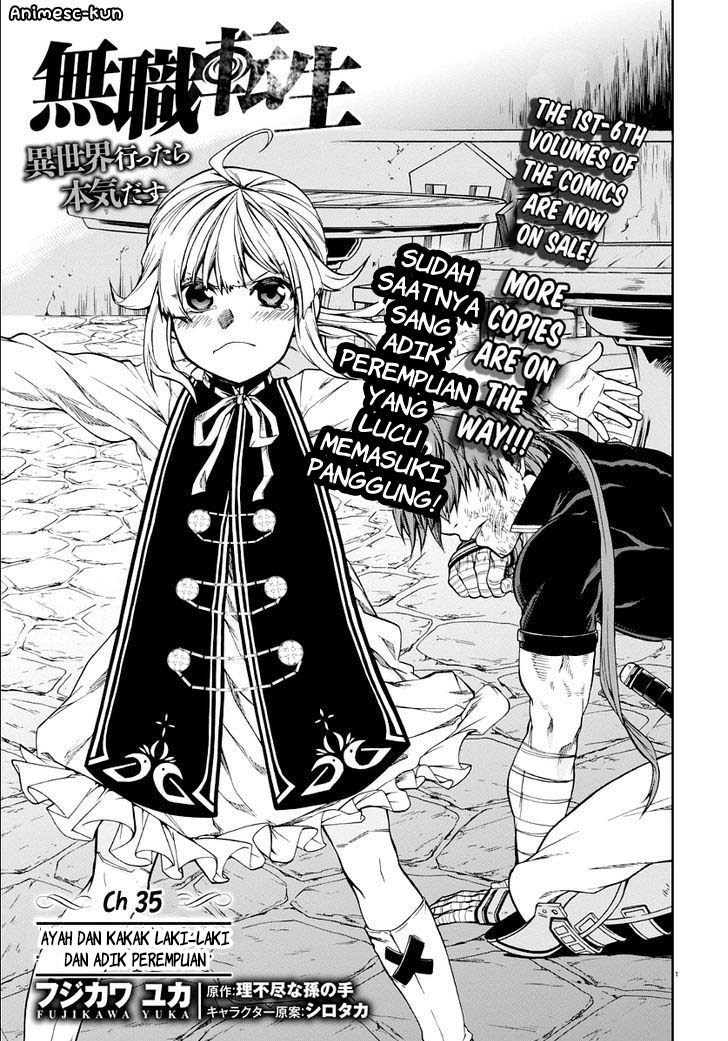 Animesc-kun
無職転生
異世界行ったら
本気だす
THE 1ST-6TH
VOLUMES OF
THE COMICS
ARE NOW
ON SALE!
MORE
COPIES
ARE ON
THE
WAY!!!
SUDAH
SAATNYA
SANG
ADIK
PEREMPUAN
YANG
LUCU
MEMASUKI
PANGGUNG!
Ch 35
AYAH DAN KAKAK LAKI-LAKI
DAN ADIK PEREMPUAN
フジカワ ユカ
FUJIKAWA YUKA
原作:理不尽な孫の手
キャラクター原案:シロタカ
1